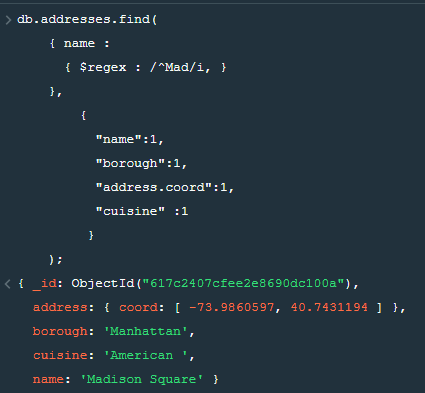 > db.addresses.find(
{ name :
{ $regex : /^Mad/i, }
},
{
"name":1,
"borough":1,
"address.coord":1,
"cuisine" :1
}
);
< { _id: ObjectId("617c2407cfee2e8690dc100a"),
address: { coord: [ -73.9860597, 40.7431194 ] },
borough: 'Manhattan',
cuisine: 'American ',
name: 'Madison Square' }